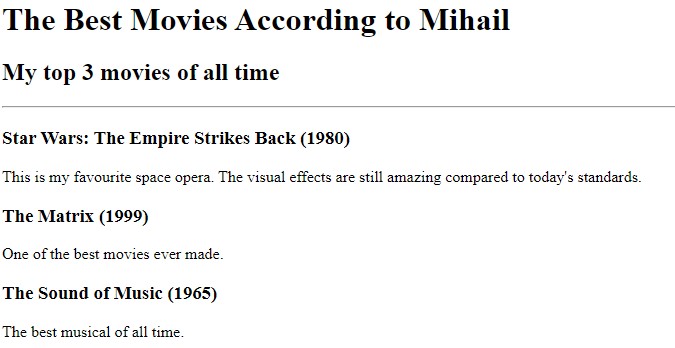 The Best Movies According to Mihail
My top 3 movies of all time
Star Wars: The Empire Strikes Back (1980)
This is my favourite space opera. The visual effects are still amazing compared to today's standards.
The Matrix (1999)
One of the best movies ever made.
The Sound of Music (1965)
The best musical of all time.